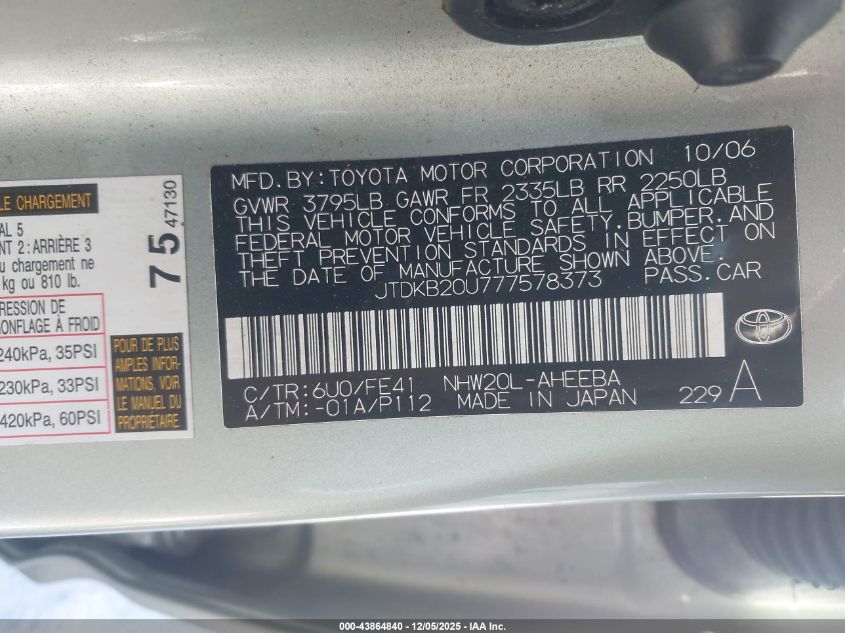 LE CHARGEMENT
AL 5
NT 2: ARRIÈRE 3
u chargement ne
kg ou 810 lb.
75
47130
PRESSION DE
GONFLAGE À FROID
240kPa, 35PSI
230kPa, 33PSI
420kPa, 60PSI
POUR DE PLUS
AMPLES INFOR-
MATIONS, VOIR
LE MANUEL DU
PROPRIÉTAIRE
MFD.BY:TOYOTA MOTOR CORPORATION 10/06
GVWR 3795LB GAWR FR 2335LB RR 2250LB
THIS VEHICLE CONFORMS TO ALL APPLICABLE
FEDERAL MOTOR VEHICLE SAFETY,BUMPER,AND
THEFT PREVENTION STANDARDS IN EFFECT ON
THE DATE OF MANUFACTURE SHOWN ABOVE.
JTDKB20U777578373 PASS.CAR
C/TR:6U0/FE41 NHW20L-AHEEBA
A/TM:-01A/P112 MADE IN JAPAN 229 A
000-43864840 - 12/05/2025 - IAA Inc.